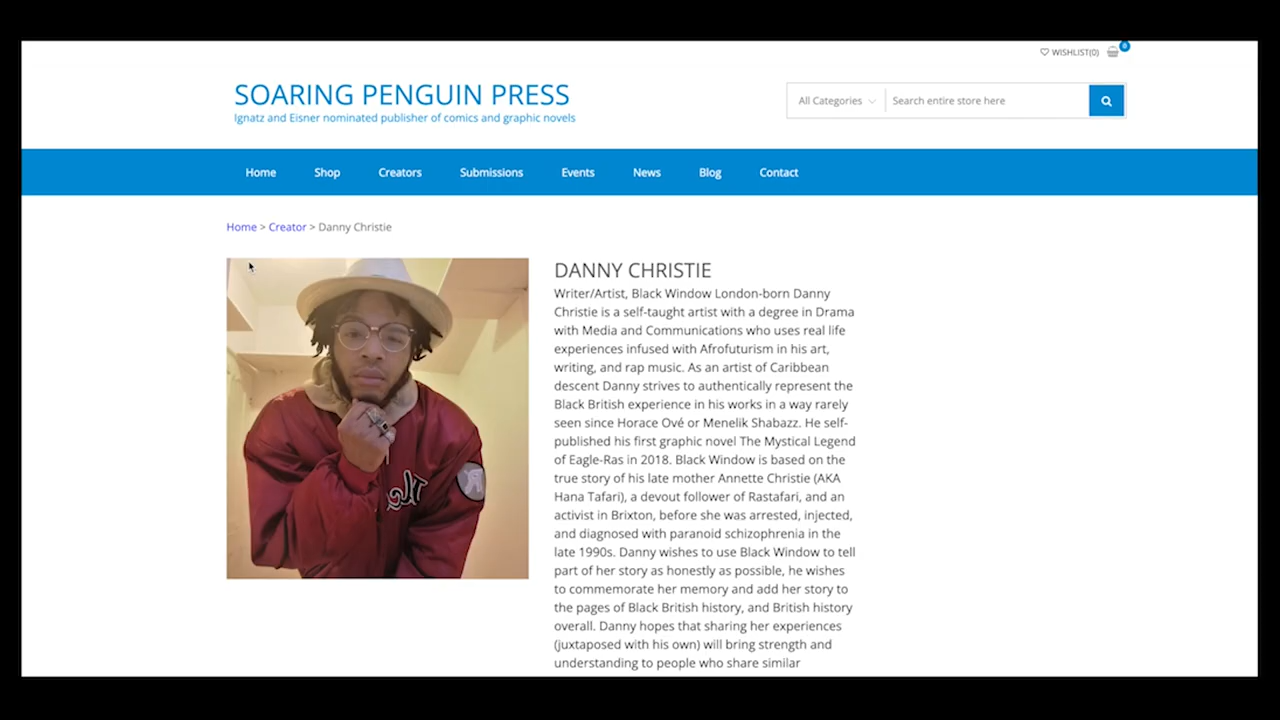 WISHLIST(0)
0
SOARING PENGUIN PRESS
Ignatz and Eisner nominated publisher of comics and graphic novels
All Categories
Search entire store here
Home Shop Creators Submissions Events News Blog Contact
Home > Creator > Danny Christie
DANNY CHRISTIE
Writer/Artist, Black Window London-born Danny
Christie is a self-taught artist with a degree in Drama
with Media and Communications who uses real life
experiences infused with Afrofuturism in his art,
writing, and rap music. As an artist of Caribbean
descent Danny strives to authentically represent the
Black British experience in his works in a way rarely
seen since Horace Ové or Menelik Shabazz. He self-
published his first graphic novel The Mystical Legend
of Eagle-Ras in 2018. Black Window is based on the
true story of his late mother Annette Christie (AKA
Hana Tafari), a devout follower of Rastafari, and an
activist in Brixton, before she was arrested, injected,
and diagnosed with paranoid schizophrenia in the
late 1990s. Danny wishes to use Black Window to tell
part of her story as honestly as possible, he wishes
to commemorate her memory and add her story to
the pages of Black British history, and British history
overall. Danny hopes that sharing her experiences
(juxtaposed with his own) will bring strength and
understanding to people who share similar